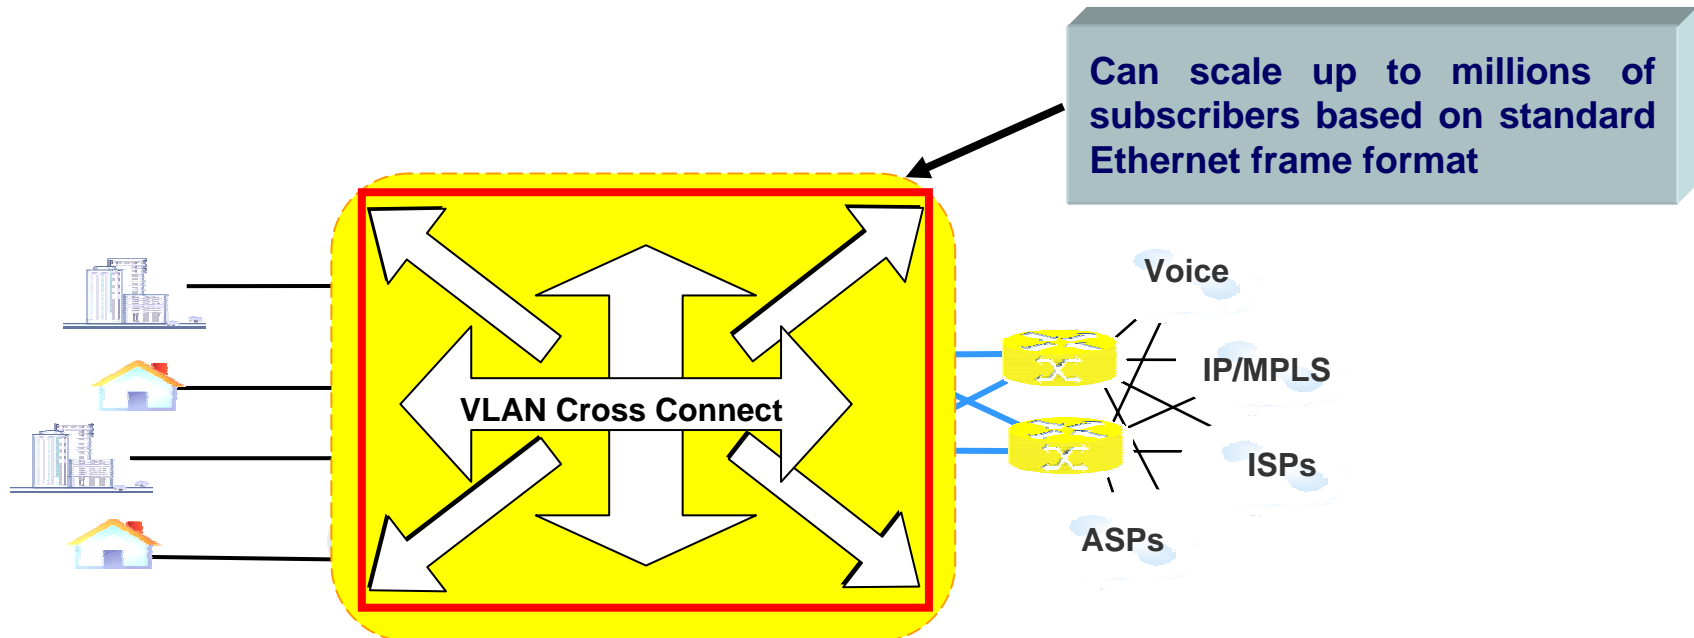 Can scale up to millions of
subscribers based on standard
Ethernet frame format
Voice
IP/MPLS
VLAN Cross Connect
ISPs
ASPs